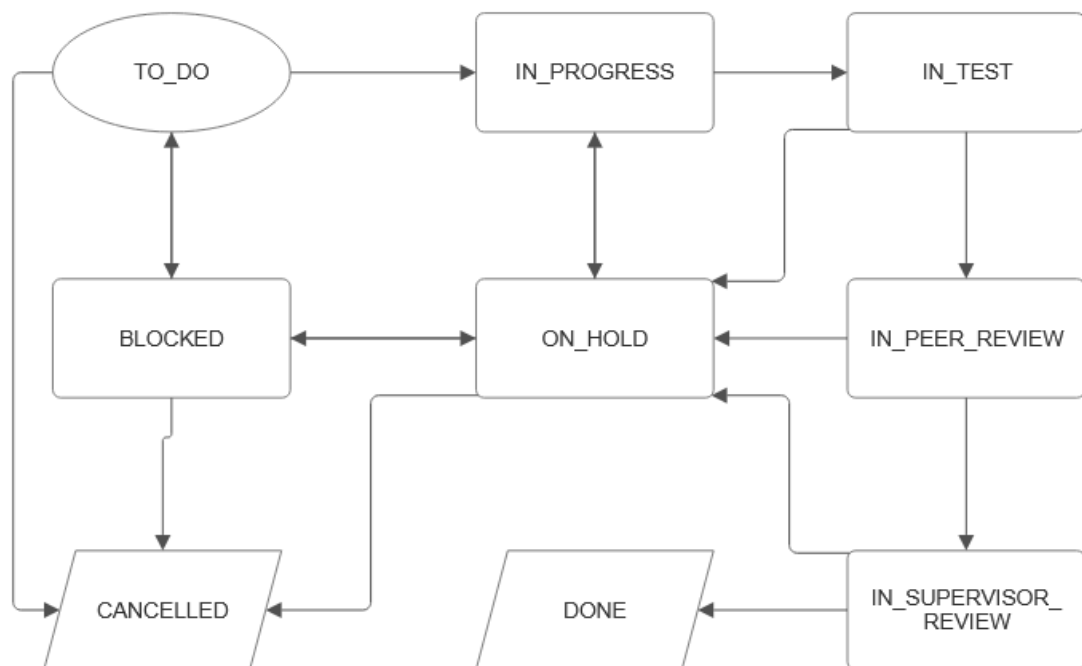 TO_DO
IN_PROGRESS
IN_TEST
BLOCKED
ON_HOLD
IN_PEER_REVIEW
CANCELLED
DONE
IN_SUPERVISOR_
REVIEW